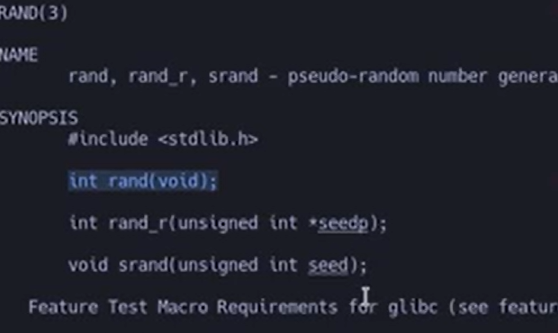 RAND(3)
NAME
rand, rand_r, srand - pseudo-random number genera
SYNOPSIS
#include <stdlib.h>
int rand(void);
int rand_r(unsigned int *seedp);
void srand(unsigned int seed);
Feature Test Macro Requirements for glibc (see featur